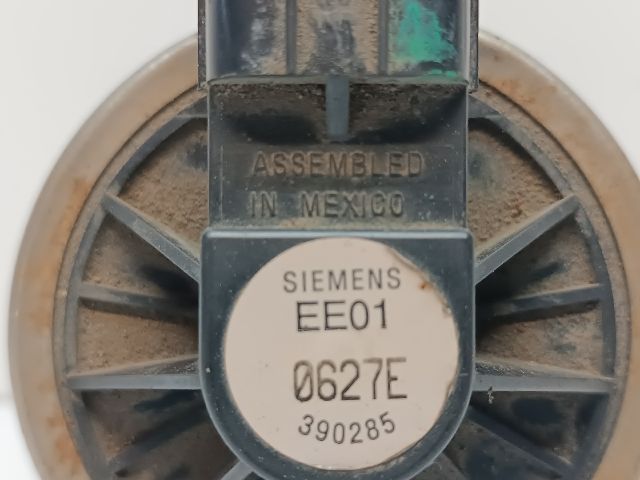 ASSEMBLED
IN MEXICO
SIEMENS
EE01
0627E
390285